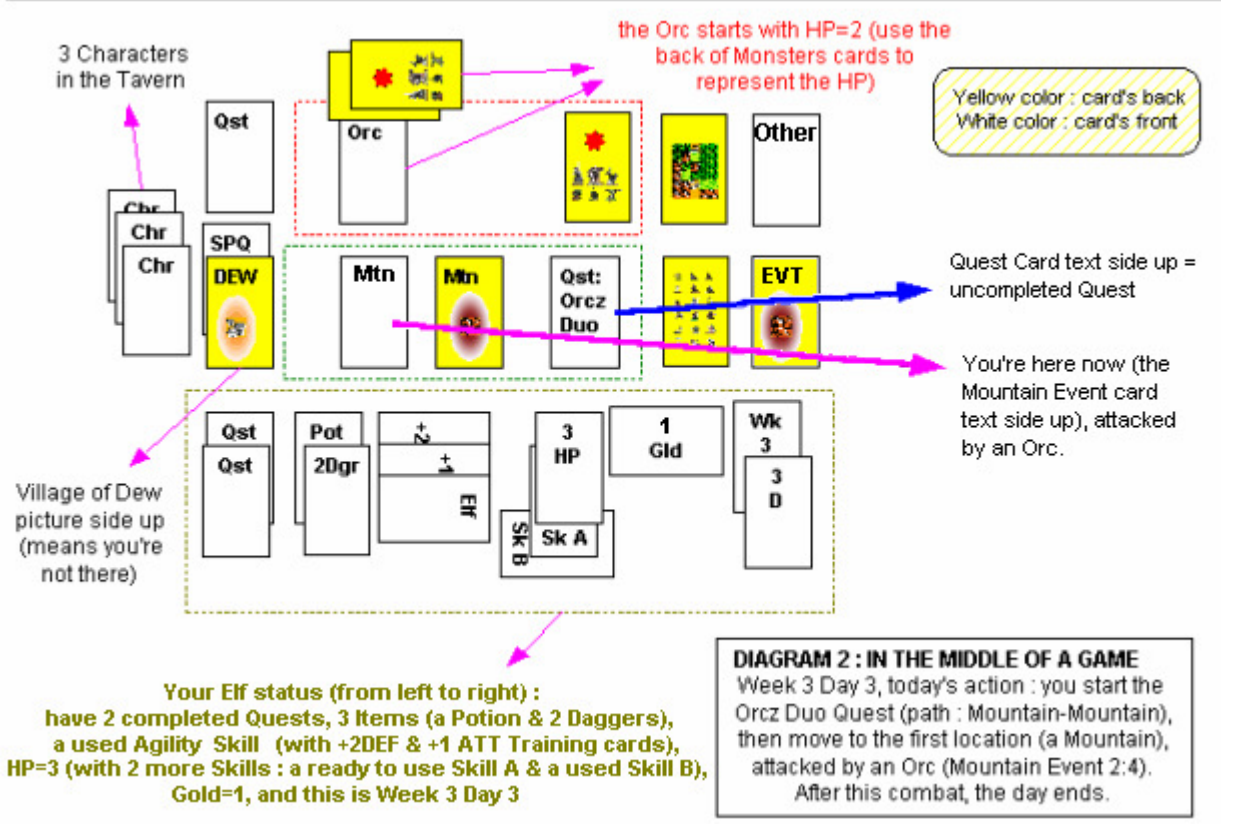 3 Characters
in the Tavern
the Orc starts with HP=2 (use the
back of Monsters cards to
represent the HP)
Yellow color : card's back
White color : card's front
Qst
Orc
Other
Chr
Chr
Chr
SPQ
DEW
Mtn
Mtn
Qst:
Orcz
Duo
EVT
Quest Card text side up =
uncompleted Quest
You're here now (the
Mountain Event card
text side up), attacked
by an Orc.
Qst
Qst
Pot
2Dgr
+2
+1
Elf
3
HP
Sk A
Sk B
1
Gld
Wk
3
3
D
Village of Dew
picture side up
(means you're
not there)
Your Elf status (from left to right) :
have 2 completed Quests, 3 Items (a Potion & 2 Daggers),
a used Agility Skill (with +2DEF & +1 ATT Training cards),
HP=3 (with 2 more Skills : a ready to use Skill A & a used Skill B),
Gold=1, and this is Week 3 Day 3
DIAGRAM 2 : IN THE MIDDLE OF A GAME
Week 3 Day 3, today's action : you start the
Orcz Duo Quest (path : Mountain-Mountain),
then move to the first location (a Mountain),
attacked by an Orc (Mountain Event 2:4).
After this combat, the day ends.